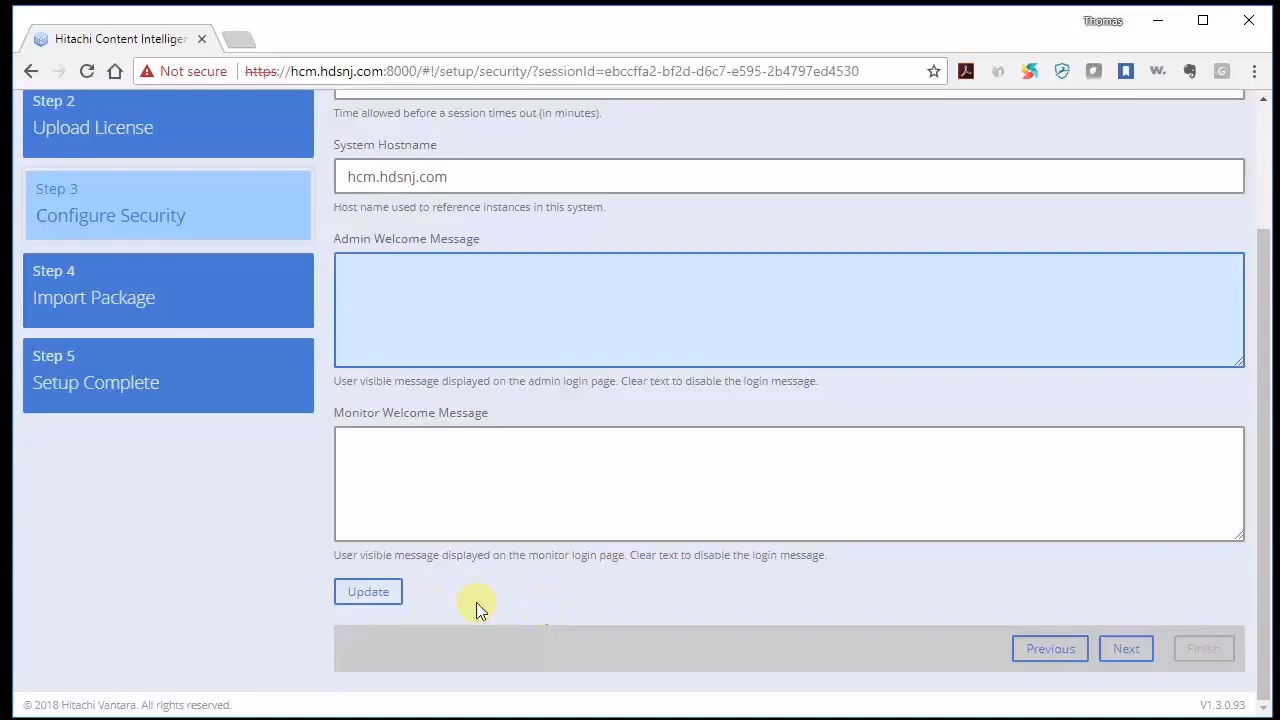 Thomas
Hitachi Content Intelliger
Not secure
https://hcm.hdsnj.com:8000/#!/setup/security/?sessionId=ebccffa2-bf2d-d6c7-e595-2b4797ed4530
Step 2
Upload License
Step 3
Configure Security
Step 4
Import Package
Step 5
Setup Complete
Time allowed before a session times out (in minutes).
System Hostname
hcm.hdsnj.com
Host name used to reference instances in this system.
Admin Welcome Message
User visible message displayed on the admin login page. Clear text to disable the login message.
Monitor Welcome Message
User visible message displayed on the monitor login page. Clear text to disable the login message.
Update
Previous
Next
Finish
© 2018 Hitachi Vantara. All rights reserved.
V1.3.0.93